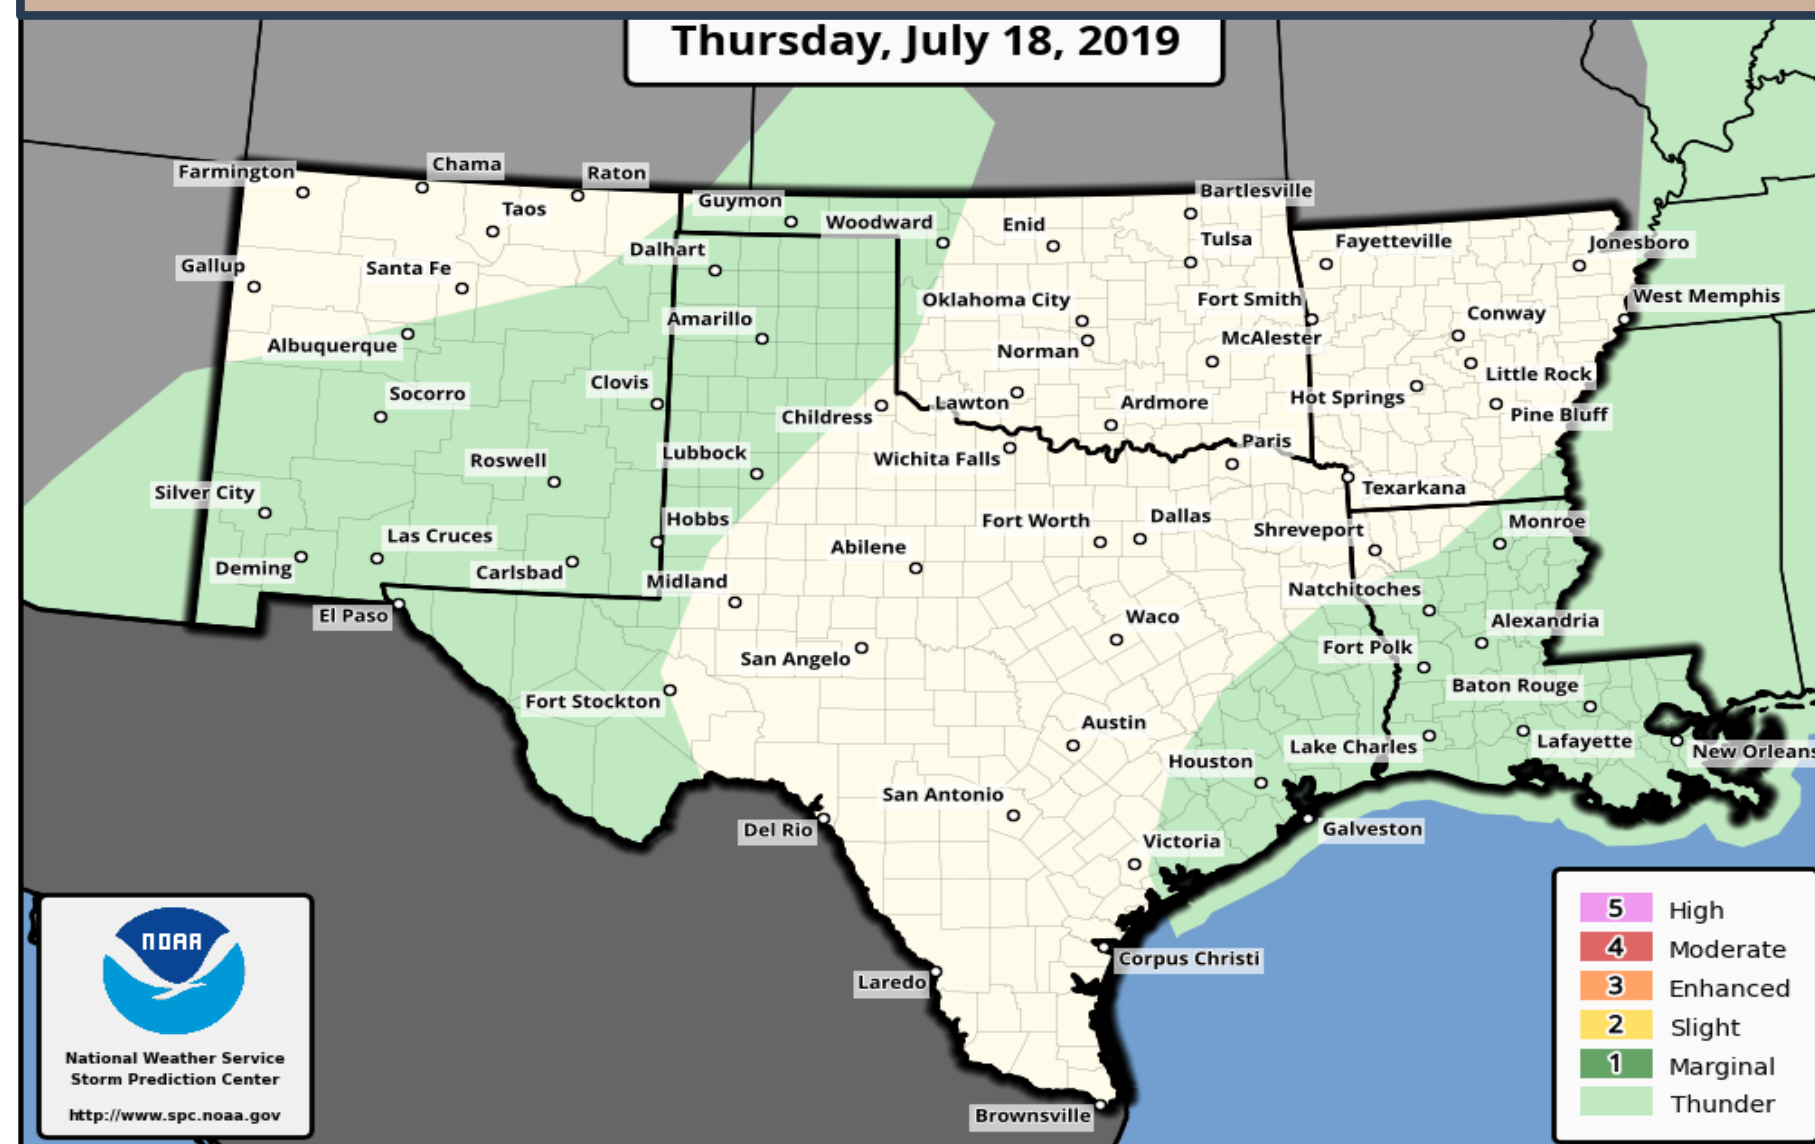 Thursday, July 18, 2019
Farmington
Chama
Raton
Taos
Guymon
Woodward
Enid
Bartlesville
Tulsa
Fayetteville
Jonesboro
Gallup
Santa Fe
Dalhart
Amarillo
Oklahoma City
Fort Smith
Conway
West Memphis
Albuquerque
Norman
McAlester
Little Rock
Socorro
Clovis
Childress
Lawton
Ardmore
Hot Springs
Pine Bluff
Roswell
Lubbock
Wichita Falls
Paris
Texarkana
Silver City
Las Cruces
Hobbs
Abilene
Fort Worth
Dallas
Shreveport
Monroe
Deming
Carlsbad
Midland
Natchitoches
El Paso
Waco
Alexandria
San Angelo
Fort Polk
Fort Stockton
Baton Rouge
Austin
Houston
Lake Charles
Lafayette
New Orleans
San Antonio
Del Rio
Victoria
Galveston
Corpus Christi
Laredo
Brownsville
NOAA
National Weather Service
Storm Prediction Center
http://www.spc.noaa.gov
5 High
4 Moderate
3 Enhanced
2 Slight
1 Marginal
Thunder